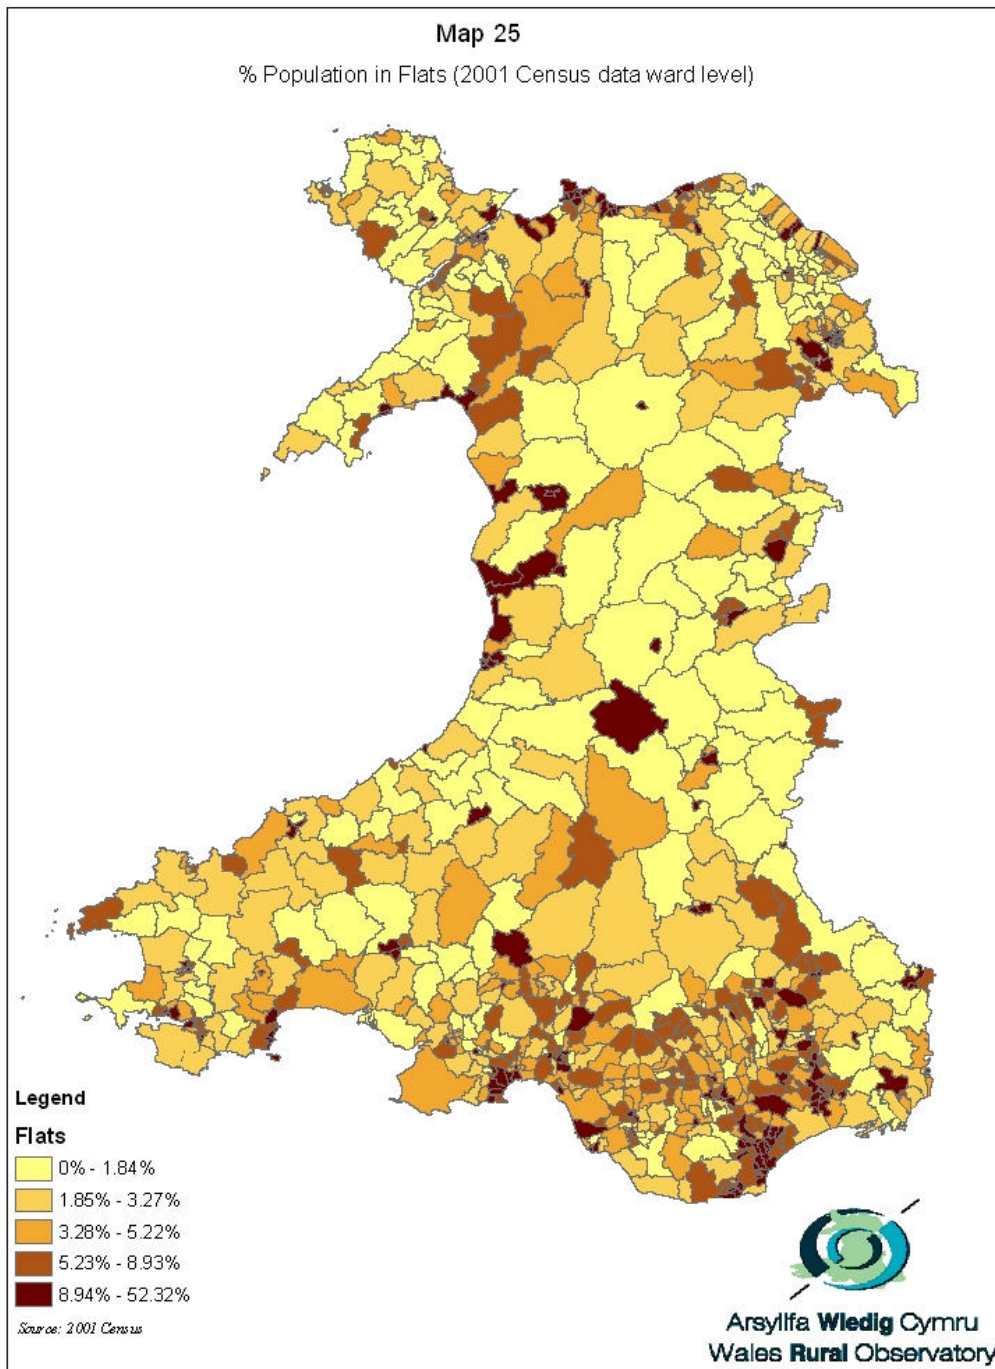 Map 25
% Population in Flats (2001 Census data ward level)
Legend
Flats
0% - 1.84%
1.85% - 3.27%
3.28% - 5.22%
5.23% - 8.93%
8.94% - 52.32%
Source: 2001 Census
Arsyllfa Wledig Cymru
Wales Rural Observatory